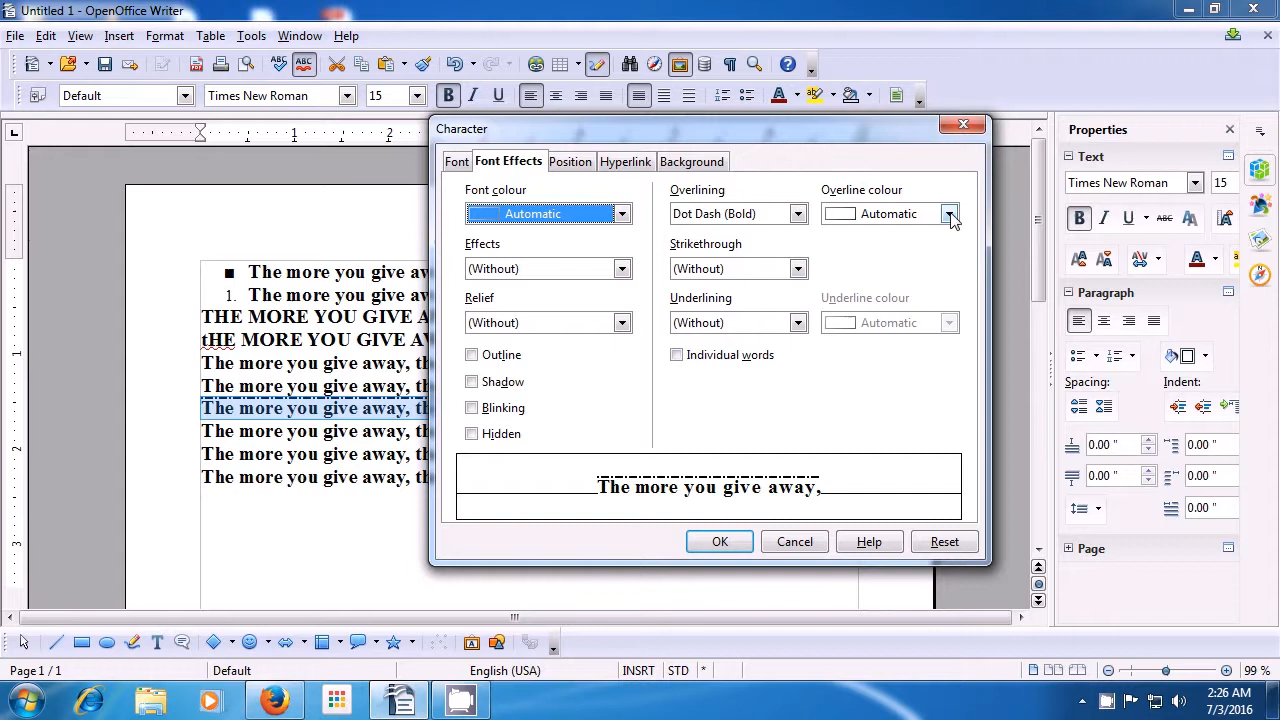 Untitled 1 - OpenOffice Writer
File Edit View Insert Format Table Tools Window Help
Default Times New Roman 15
Character
Font Font Effects Position Hyperlink Background
Font colour
Automatic
Effects
(Without)
Relief
(Without)
Outline
Shadow
Blinking
Hidden
Overlining
Dot Dash (Bold)
Overline colour
Automatic
Strikethrough
(Without)
Underlining
(Without)
Underline colour
Automatic
Individual words
The more you give away,
OK Cancel Help Reset
1 2
■ The more you give aw
1. The more you give aw
THE MORE YOU GIVE A
tHE MORE YOU GIVE AV
The more you give away, th
The more you give away, th
The more you give away, th
The more you give away, th
The more you give away, th
The more you give away, th
1
2
3
Properties
Text
Times New Roman 15
Paragraph
Spacing: Indent:
0.00 " 0.00 "
0.00 " 0.00 "
0.00 "
Page
Page 1 / 1 Default English (USA) INSRT STD * 99 %
2:26 AM
7/3/2016